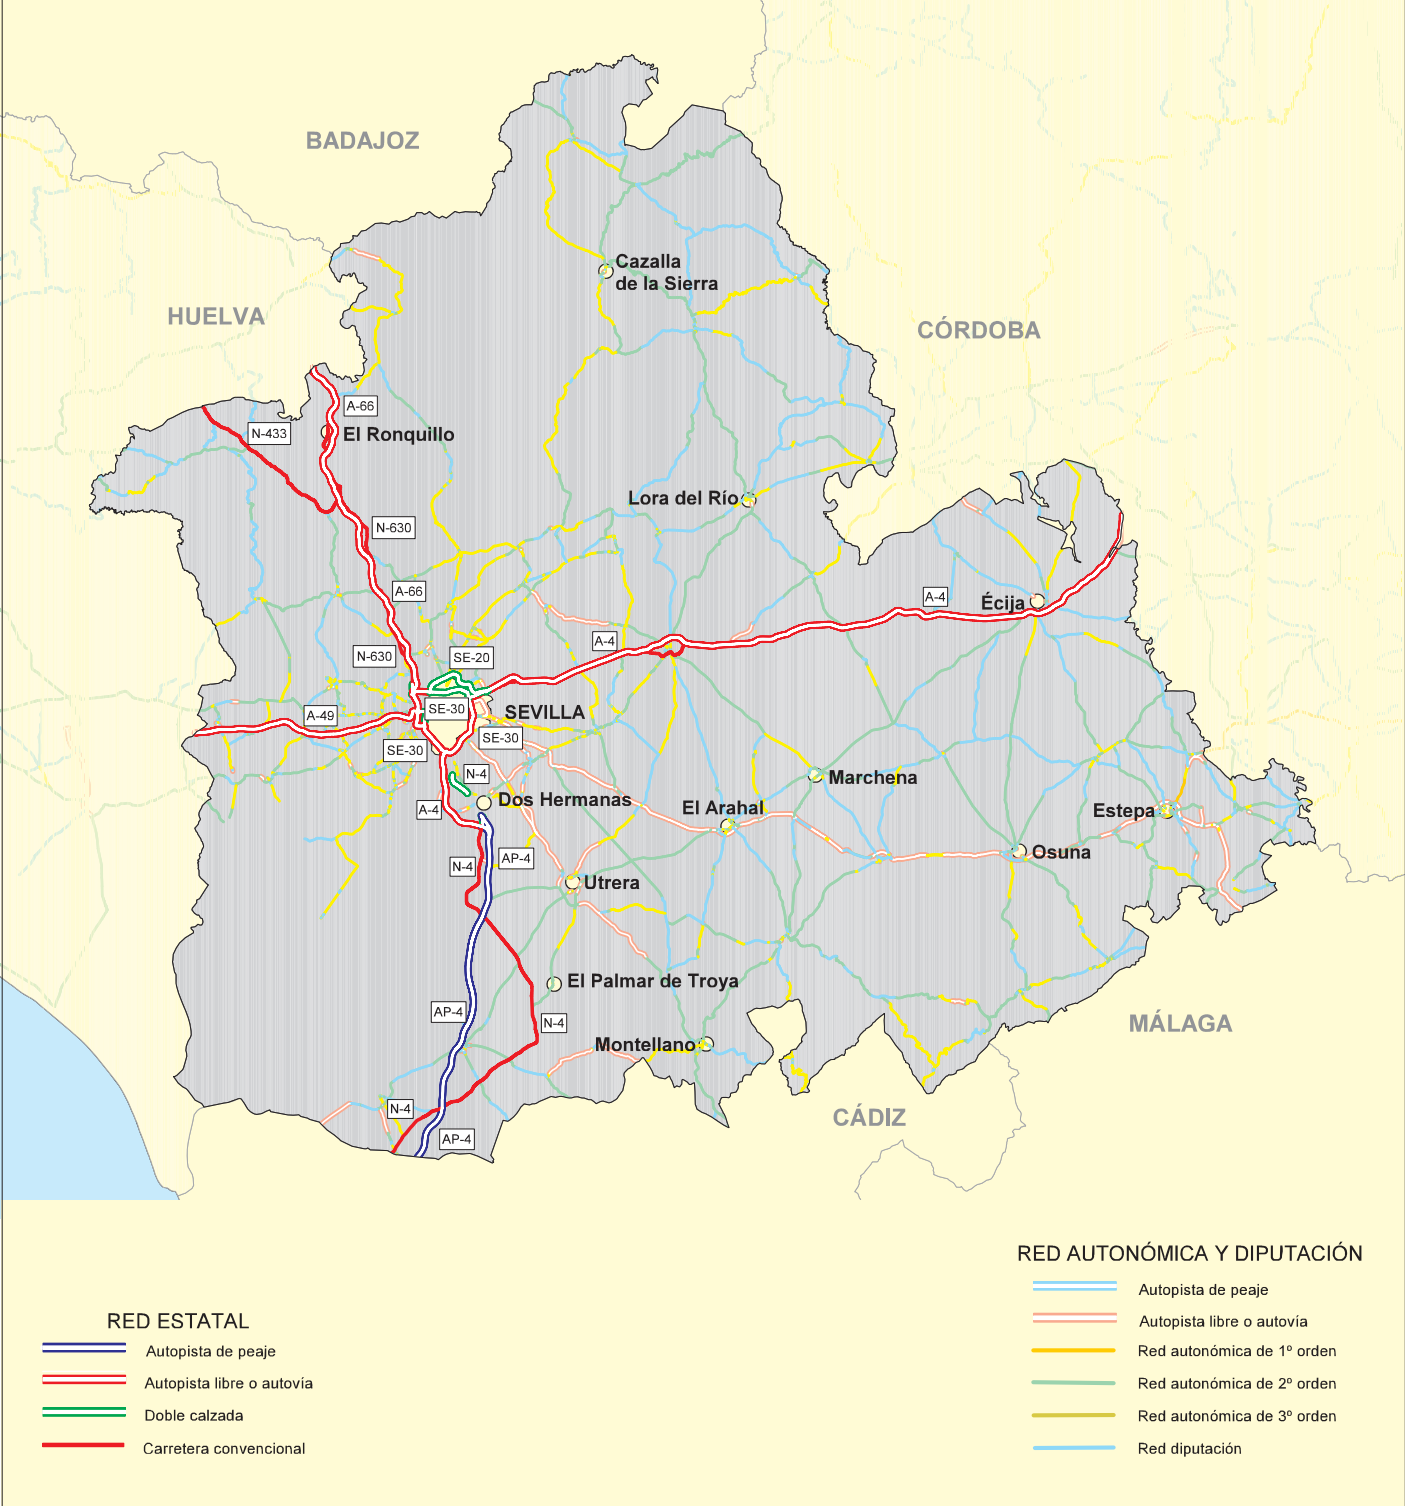 BADAJOZ
Cazalla
de la Sierra
HUELVA
CÓRDOBA
A-66
N-433
El Ronquillo
Lora del Río
N-630
A-66
A-4
Écija
A-4
N-630
SE-20
SE-30
SEVILLA
A-49
SE-30
SE-30
N-4
Marchena
Dos Hermanas
A-4
El Arahal
Estepa
AP-4
N-4
Osuna
Utrera
El Palmar de Troya
AP-4
N-4
MÁLAGA
Montellano
N-4
CÁDIZ
AP-4
RED ESTATAL
Autopista de peaje
Autopista libre o autovía
Doble calzada
Carretera convencional
RED AUTONÓMICA Y DIPUTACIÓN
Autopista de peaje
Autopista libre o autovía
Red autonómica de 1º orden
Red autonómica de 2º orden
Red autonómica de 3º orden
Red diputación